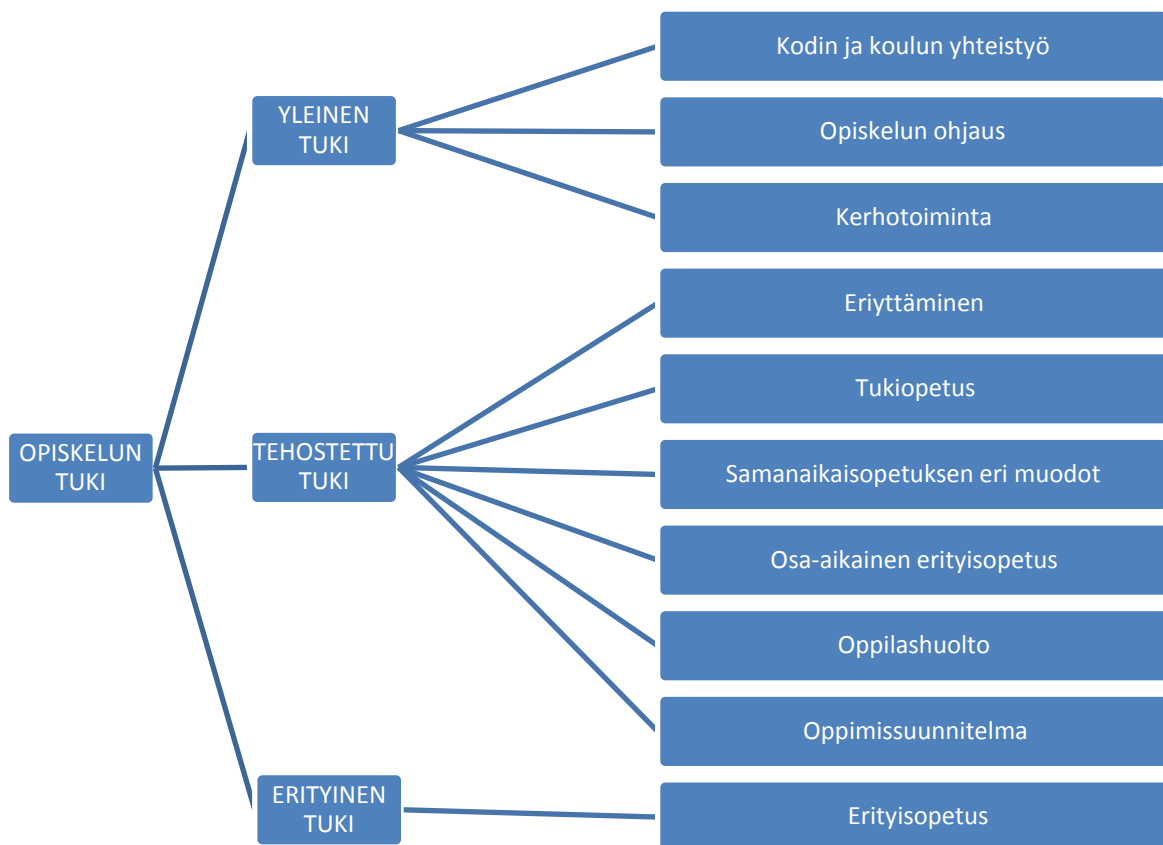 OPISKELUN
TUKI
YLEINEN
TUKI
Kodin ja koulun yhteistyö
Opiskelun ohjaus
Kerhotoiminta
TEHOSTETTU
TUKI
Eriyttäminen
Tukiopetus
Samanaikaisopetuksen eri muodot
Osa-aikainen erityisopetus
Oppilashuolto
Oppimissuunnitelma
ERITYINEN
TUKI
Erityisopetus